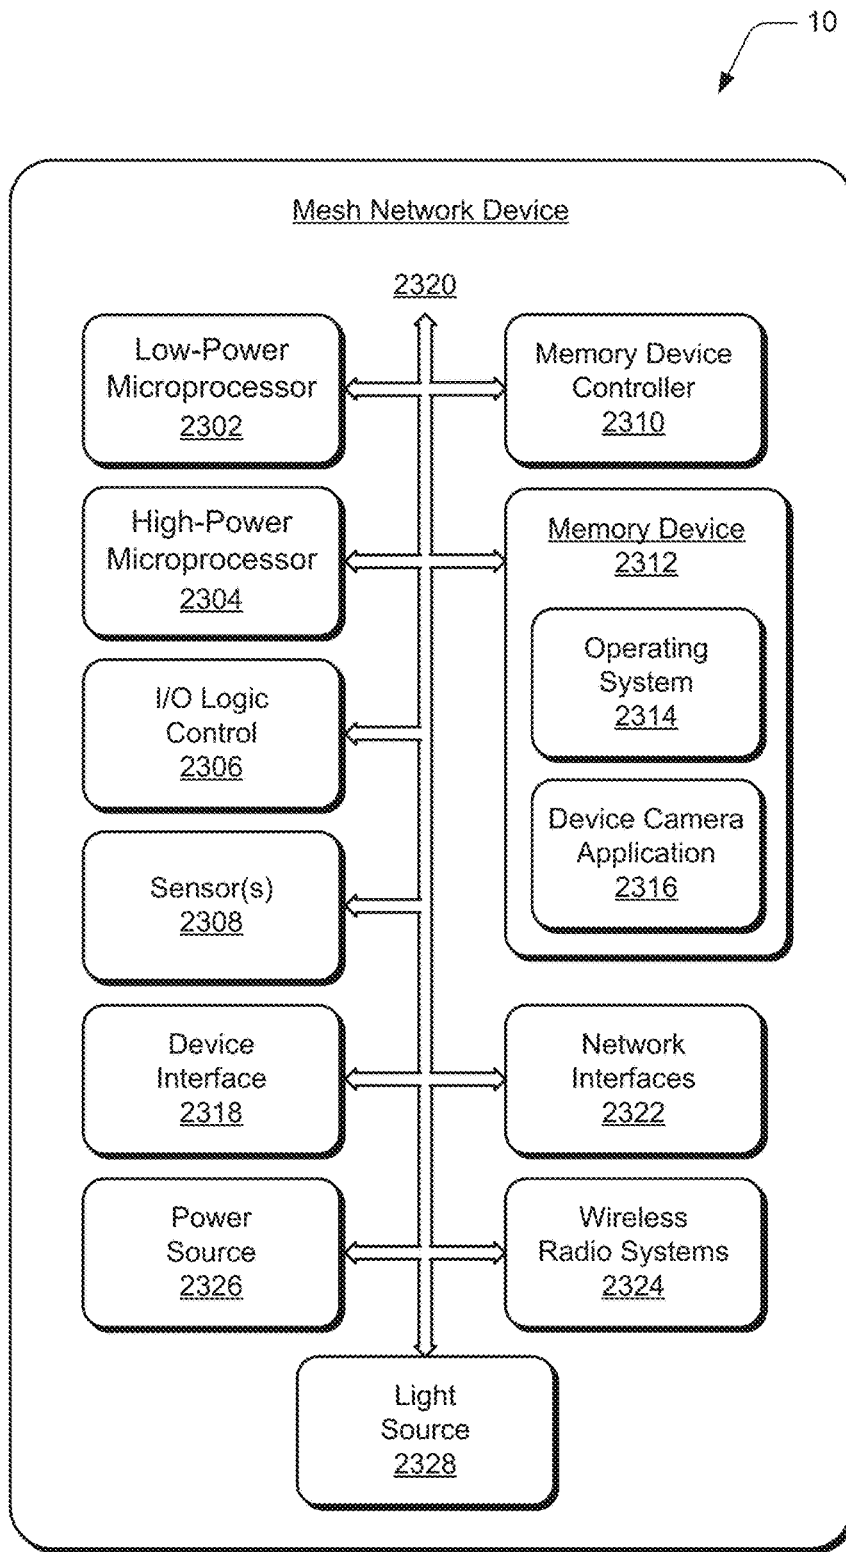 10
Mesh Network Device
2320
Low-Power
Microprocessor
2302
Memory Device
Controller
2310
High-Power
Microprocessor
2304
Memory Device
2312
Operating
System
2314
Device Camera
Application
2316
I/O Logic
Control
2306
Sensor(s)
2308
Device
Interface
2318
Network
Interfaces
2322
Power
Source
2326
Wireless
Radio Systems
2324
Light
Source
2328